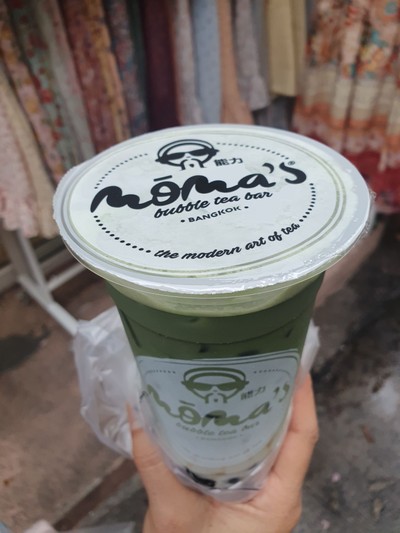 能力
mōma's®
bubble tea bar
• BANGKOK •
the modern art of tea
能力
mōma's
bubble tea bar